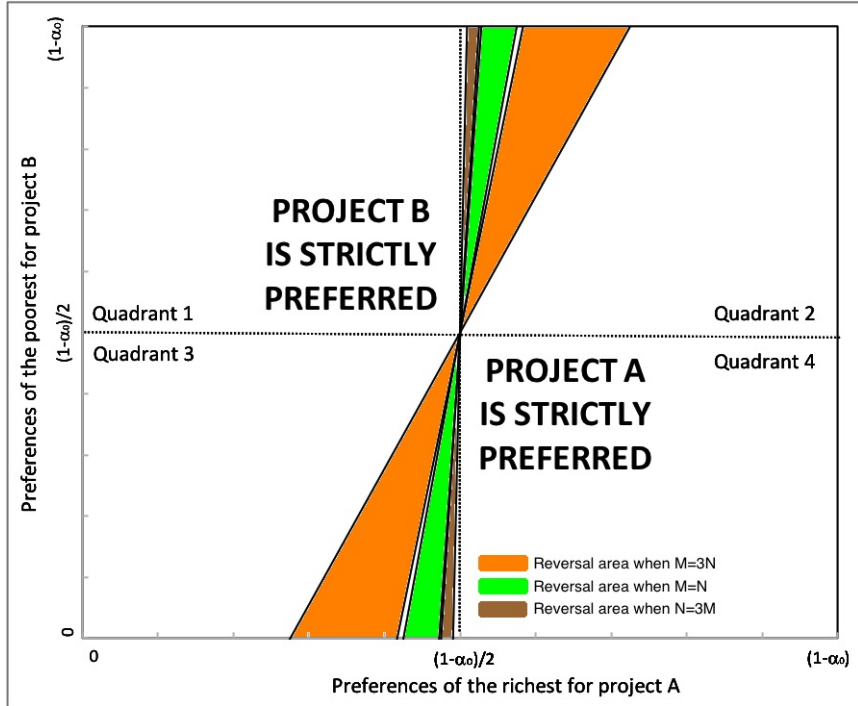 (1-α₀)
Preferences of the poorest for project B
PROJECT B
IS STRICTLY
PREFERRED
Quadrant 1
Quadrant 2
(1-α₀)/2
Quadrant 3
Quadrant 4
PROJECT A
IS STRICTLY
PREFERRED
Reversal area when M=3N
Reversal area when M=N
Reversal area when N=3M
0
0
(1-α₀)/2
(1-α₀)
Preferences of the richest for project A